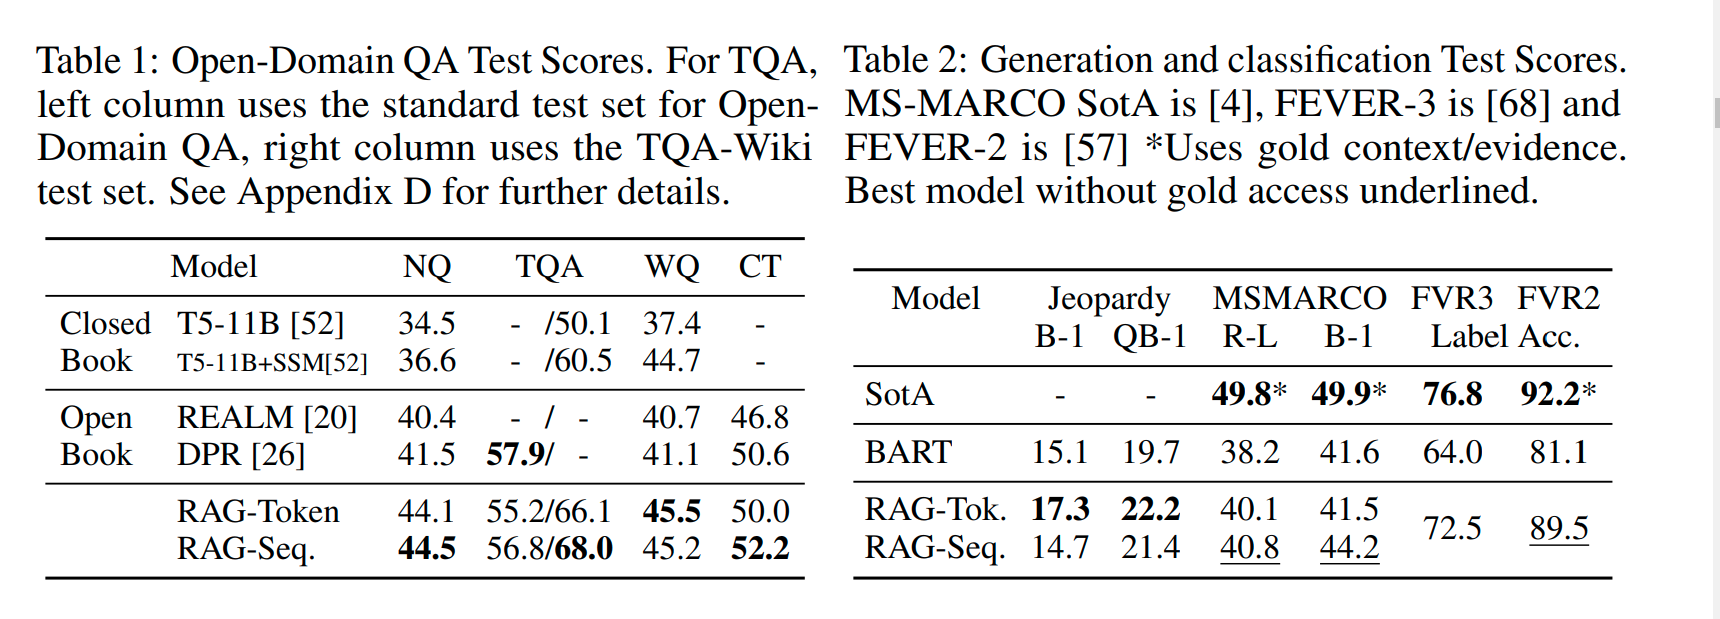 Table 1: Open-Domain QA Test Scores. For TQA,
left column uses the standard test set for Open-
Domain QA, right column uses the TQA-Wiki
test set. See Appendix D for further details.
Model NQ TQA WQ CT
Closed T5-11B [52] 34.5 - /50.1 37.4 -
Book T5-11B+SSM[52] 36.6 - /60.5 44.7 -
Open REALM [20] 40.4 - / - 40.7 46.8
Book DPR [26] 41.5 57.9/ - 41.1 50.6
RAG-Token 44.1 55.2/66.1 45.5 50.0
RAG-Seq. 44.5 56.8/68.0 45.2 52.2
Table 2: Generation and classification Test Scores.
MS-MARCO SotA is [4], FEVER-3 is [68] and
FEVER-2 is [57] *Uses gold context/evidence.
Best model without gold access underlined.
Model Jeopardy MSMARCO FVR3 FVR2
B-1 QB-1 R-L B-1 Label Acc.
SotA - - 49.8* 49.9* 76.8 92.2*
BART 15.1 19.7 38.2 41.6 64.0 81.1
RAG-Tok. 17.3 22.2 40.1 41.5
72.5 89.5
RAG-Seq. 14.7 21.4 40.8 44.2